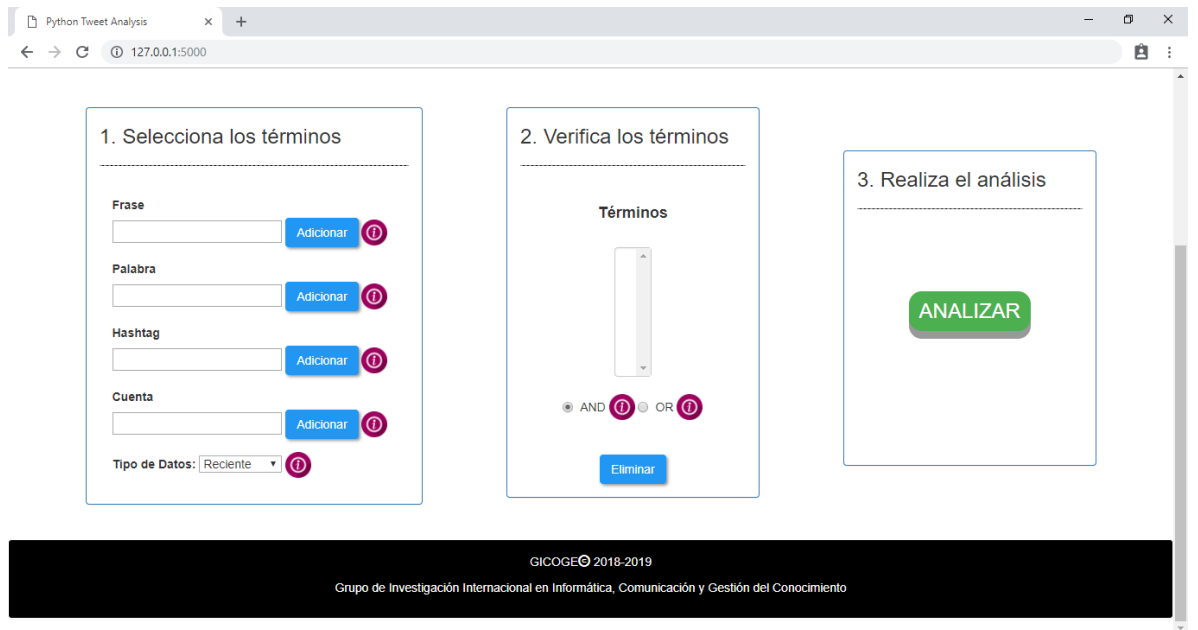 Python Tweet Analysis
127.0.0.1:5000
1. Selecciona los términos
Frase
Adicionar
Palabra
Adicionar
Hashtag
Adicionar
Cuenta
Adicionar
Tipo de Datos: Reciente
2. Verifica los términos
Términos
AND OR
Eliminar
3. Realiza el análisis
ANALIZAR
GICOGE© 2018-2019
Grupo de Investigación Internacional en Informática, Comunicación y Gestión del Conocimiento